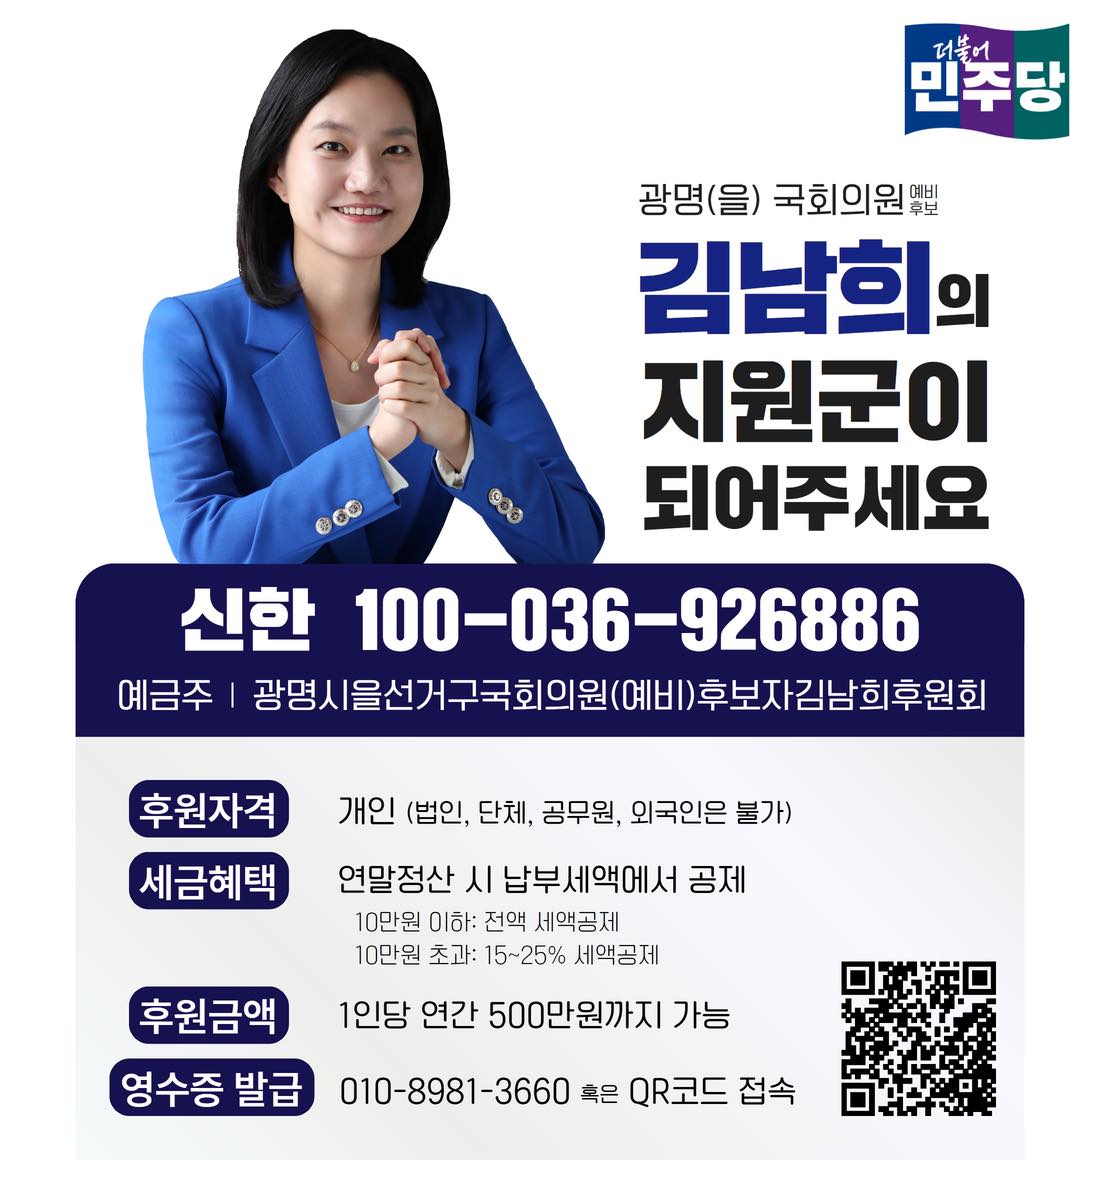 더불어
민주당
광명(을) 국회의원 예비
후보
김남희의
지원군이
되어주세요
신한 100-036-926886
예금주 | 광명시을선거구국회의원(예비)후보자김남희후원회
후원자격 개인 (법인, 단체, 공무원, 외국인은 불가)
세금혜택 연말정산 시 납부세액에서 공제
10만원 이하: 전액 세액공제
10만원 초과: 15~25% 세액공제
후원금액 1인당 연간 500만원까지 가능
영수증 발급 010-8981-3660 혹은 QR코드 접속